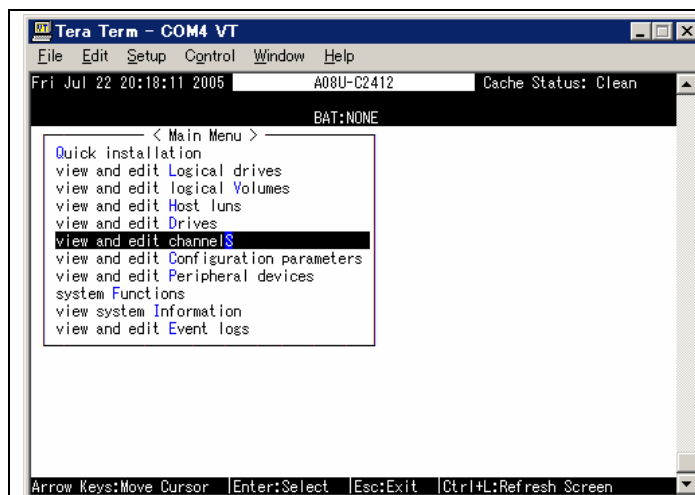 Tera Term - COM4 VT
File Edit Setup Control Window Help
Fri Jul 22 20:18:11 2005 A08U-C2412 Cache Status: Clean
BAT:NONE
< Main Menu >
Quick installation
view and edit Logical drives
view and edit logical Volumes
view and edit Host luns
view and edit Drives
view and edit channelS
view and edit Configuration parameters
view and edit Peripheral devices
system Functions
view system Information
view and edit Event logs
Arrow Keys:Move Cursor |Enter:Select |Esc:Exit |Ctrl+L:Refresh Screen